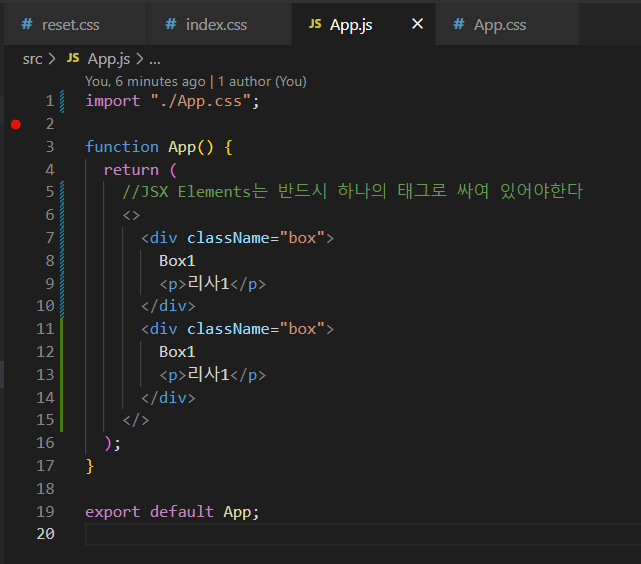 # reset.css # index.css JS App.js × # App.css
src > JS App.js > ...
You, 6 minutes ago | 1 author (You)
1 import "./App.css";
2
3 function App() {
4 return (
5 //JSX Elements는 반드시 하나의 태그로 싸여 있어야한다
6 <>
7 <div className="box">
8 Box1
9 <p>리사1</p>
10 </div>
11 <div className="box">
12 Box1
13 <p>리사1</p>
14 </div>
15 </>
16 );
17 }
18
19 export default App;
20